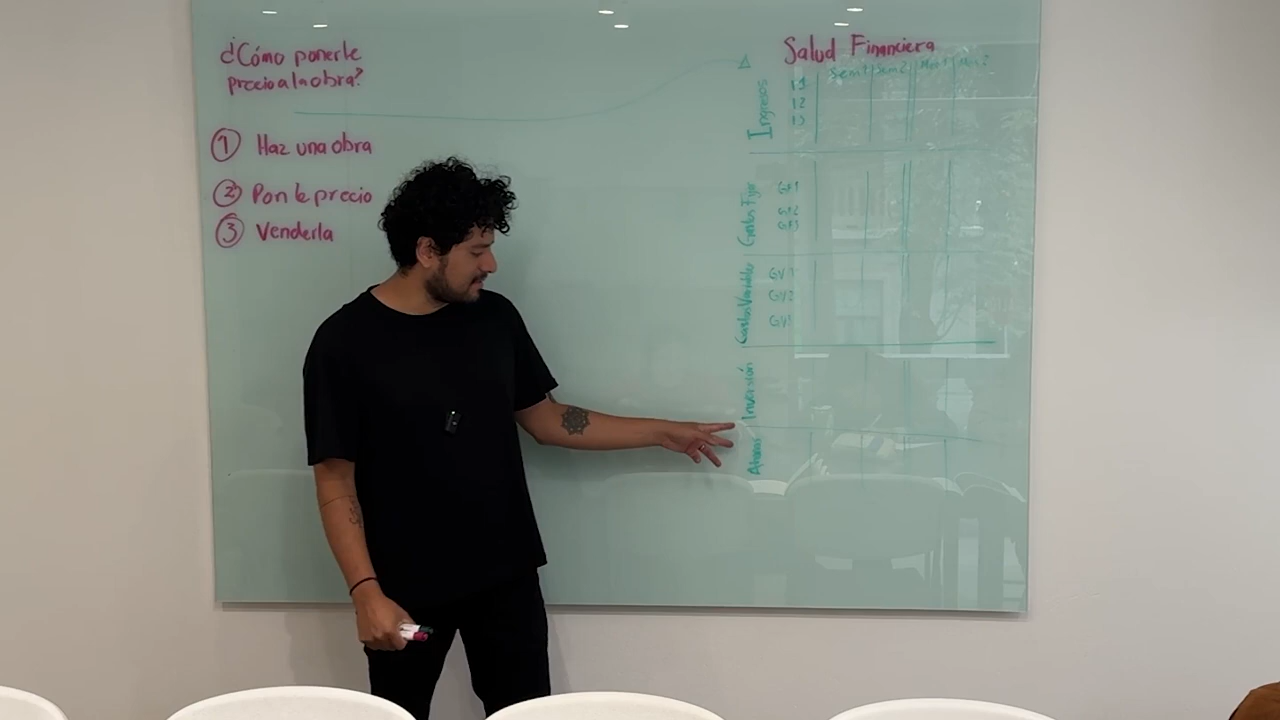 ¿Cómo ponerle
precio a la obra?
① Haz una obra
② Ponle precio
③ Venderla
Salud Financiera
Sem 1 Sem 2 Mes 1 Mes 2
Ingresos
I1
I2
I3
Gastos Fijos
GF1
GF2
GF3
Gastos Variables
GV1
GV2
GV3
Inversión
Ahorro